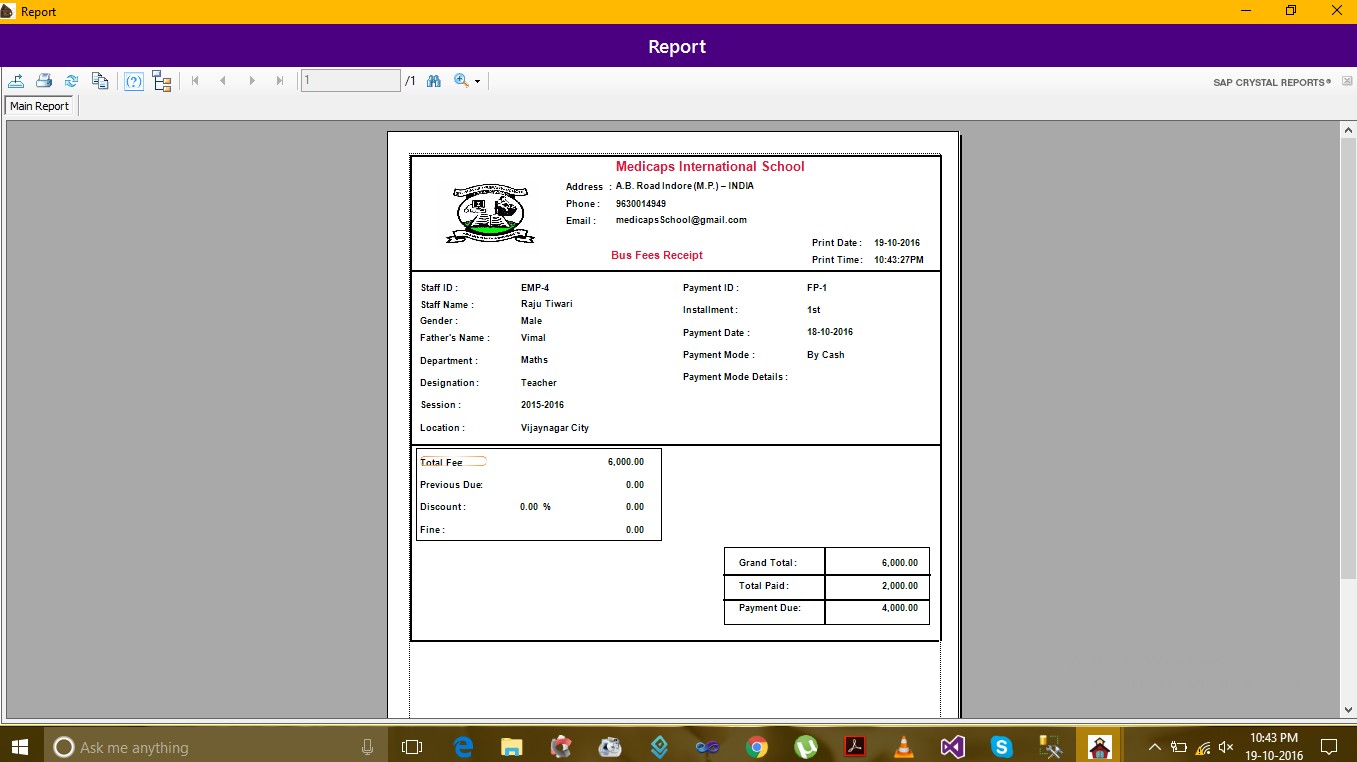 Report
Report
1 /1 SAP CRYSTAL REPORTS®
Main Report
Medicaps International School
Address : A.B. Road Indore (M.P.) – INDIA
Phone : 9630014949
Email : medicapsSchool@gmail.com
Print Date : 19-10-2016
Bus Fees Receipt
Print Time : 10:43:27PM
Staff ID : EMP-4 Payment ID : FP-1
Staff Name : Raju Tiwari Installment : 1st
Gender : Male
Father's Name : Vimal Payment Date : 18-10-2016
Department : Maths Payment Mode : By Cash
Designation : Teacher Payment Mode Details :
Session : 2015-2016
Location : Vijaynagar City
Total Fee 6,000.00
Previous Due: 0.00
Discount : 0.00 % 0.00
Fine : 0.00
Grand Total : 6,000.00
Total Paid : 2,000.00
Payment Due: 4,000.00
Ask me anything
10:43 PM
19-10-2016